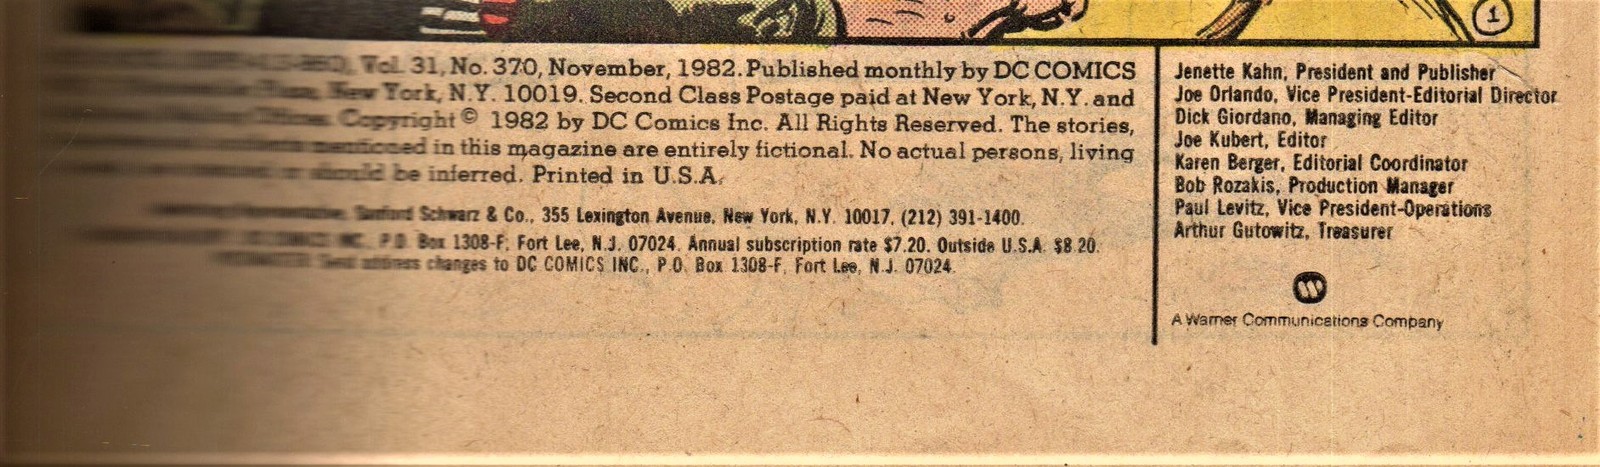 1
Vol. 31, No. 370, November, 1982. Published monthly by DC COMICS
Plaza, New York, N.Y. 10019. Second Class Postage paid at New York, N.Y. and
Offices. Copyright © 1982 by DC Comics Inc. All Rights Reserved. The stories,
mentioned in this magazine are entirely fictional. No actual persons, living
or should be inferred. Printed in U.S.A.
Sanford Schwarz & Co., 355 Lexington Avenue, New York, N.Y. 10017, (212) 391-1400.
INC., P.O. Box 1308-F, Fort Lee, N.J. 07024. Annual subscription rate $7.20. Outside U.S.A. $8.20.
Send address changes to DC COMICS INC., P.O. Box 1308-F, Fort Lee, N.J. 07024.
Jenette Kahn, President and Publisher
Joe Orlando, Vice President-Editorial Director
Dick Giordano, Managing Editor
Joe Kubert, Editor
Karen Berger, Editorial Coordinator
Bob Rozakis, Production Manager
Paul Levitz, Vice President-Operations
Arthur Gutowitz, Treasurer
A Warner Communications Company